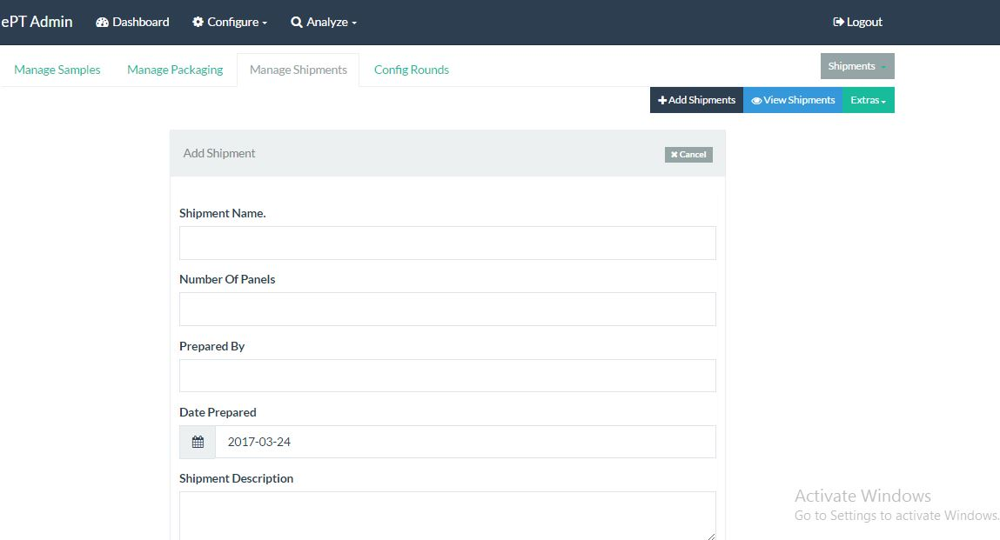 ePT Admin Dashboard Configure Analyze Logout
Manage Samples Manage Packaging Manage Shipments Config Rounds Shipments
Add Shipments View Shipments Extras
Add Shipment Cancel
Shipment Name.
Number Of Panels
Prepared By
Date Prepared
2017-03-24
Shipment Description
Activate Windows
Go to Settings to activate Windows.